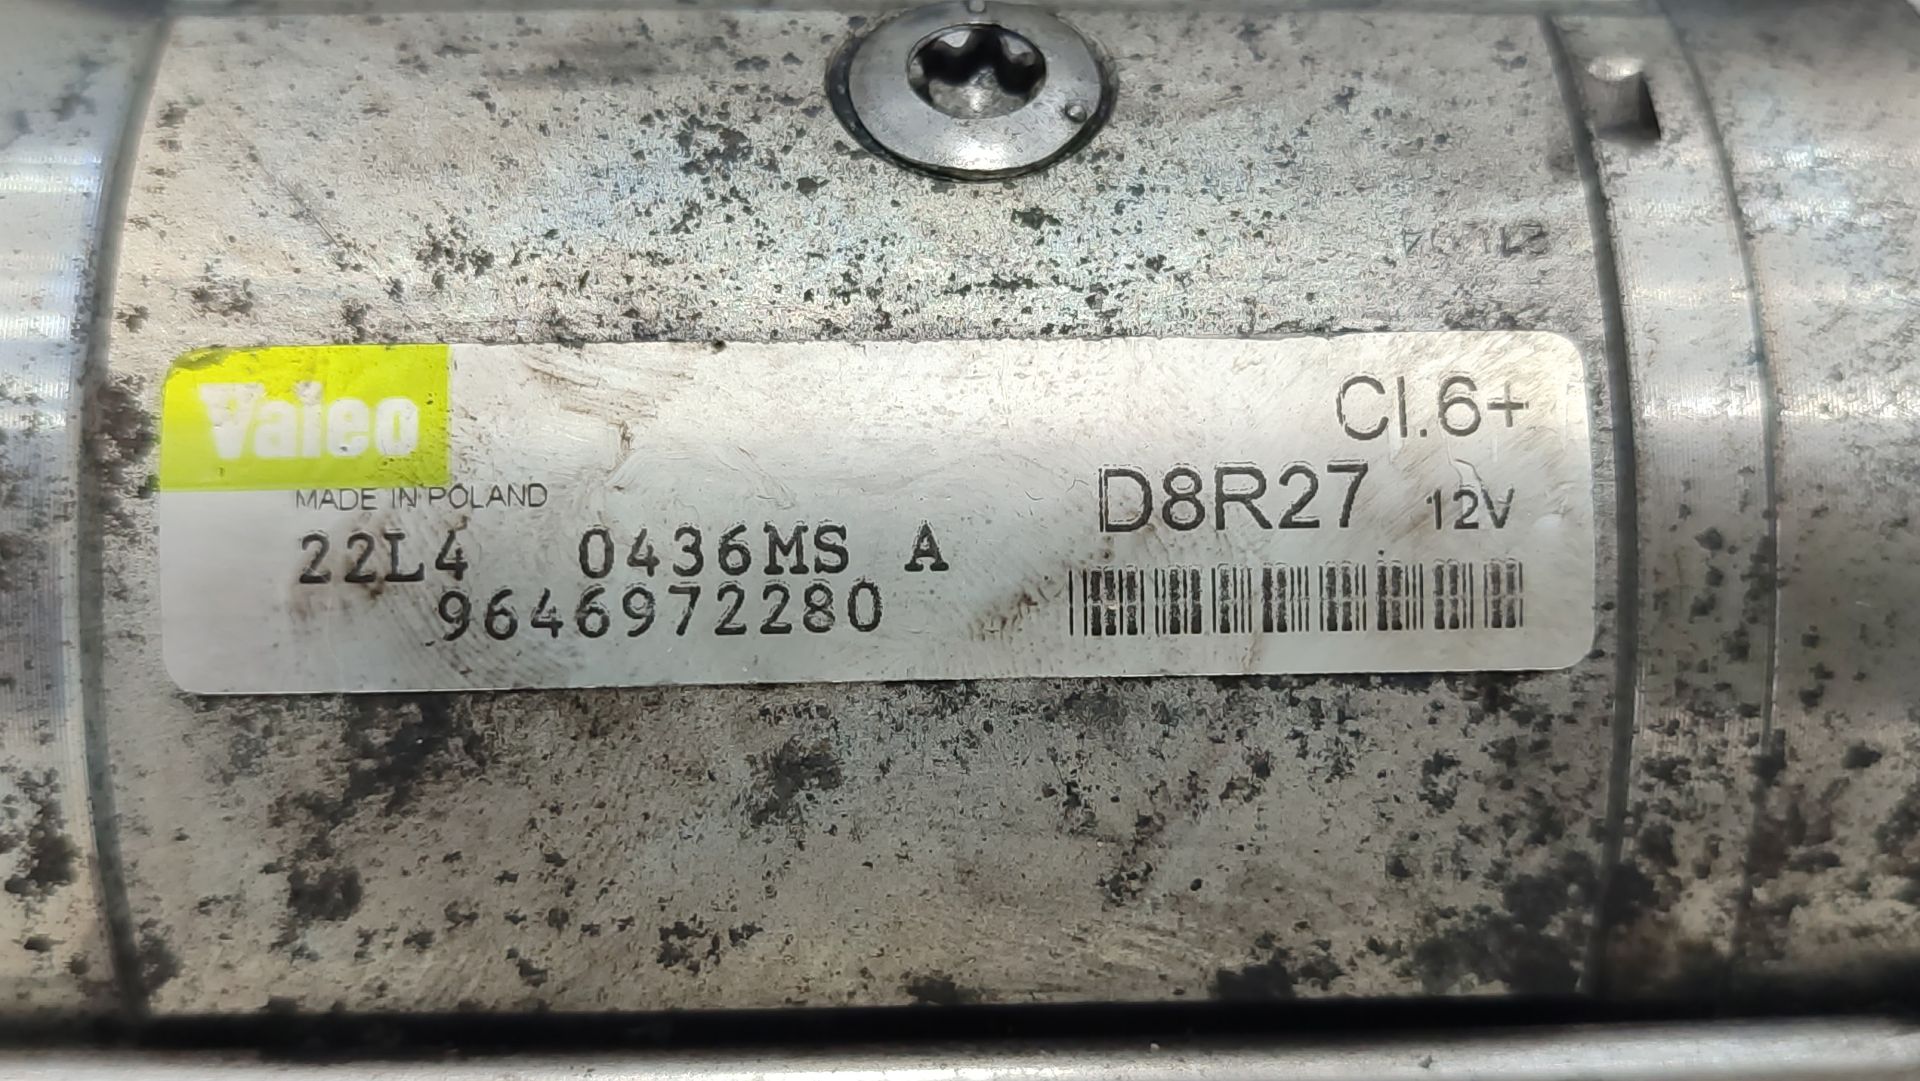 Valeo
Cl.6+
MADE IN POLAND
D8R27 12V
22L4 0436MS A
9646972280